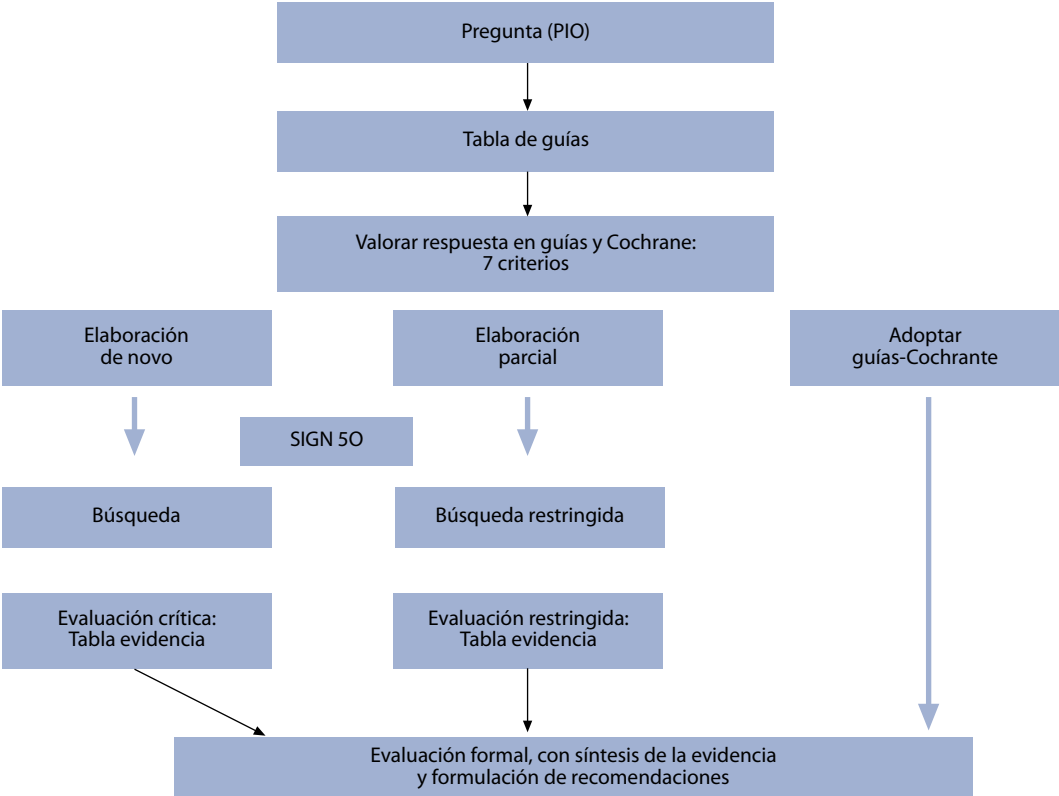 Pregunta (PIO)
Tabla de guías
Valorar respuesta en guías y Cochrane:
7 criterios
Elaboración
de novo
Elaboración
parcial
Adoptar
guías-Cochrante
SIGN 5O
Búsqueda
Búsqueda restringida
Evaluación crítica:
Tabla evidencia
Evaluación restringida:
Tabla evidencia
Evaluación formal, con síntesis de la evidencia
y formulación de recomendaciones